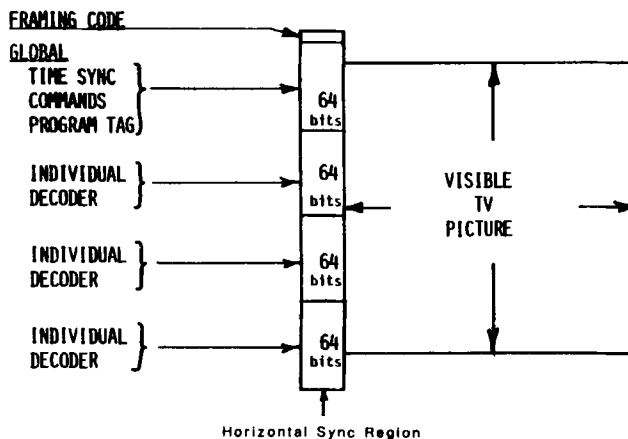 FRAMING CODE
GLOBAL
TIME SYNC
COMMANDS
PROGRAM TAG
64
bits
INDIVIDUAL
DECODER
64
bits
VISIBLE
TV
PICTURE
INDIVIDUAL
DECODER
64
bits
INDIVIDUAL
DECODER
64
bits
Horizontal Sync Region